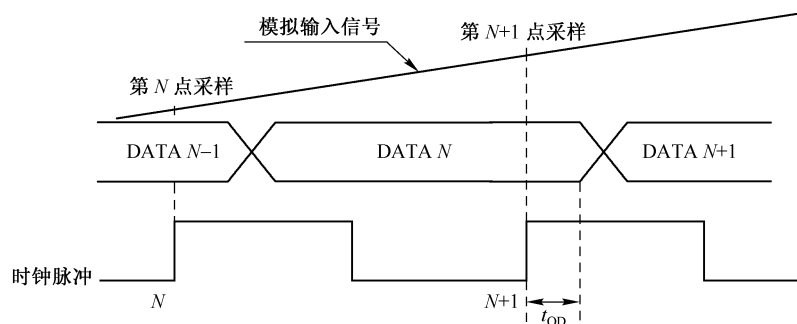 模拟输入信号
第 N+1 点采样
第 N 点采样
DATA N−1
DATA N
DATA N+1
时钟脉冲
N
N+1
tOD